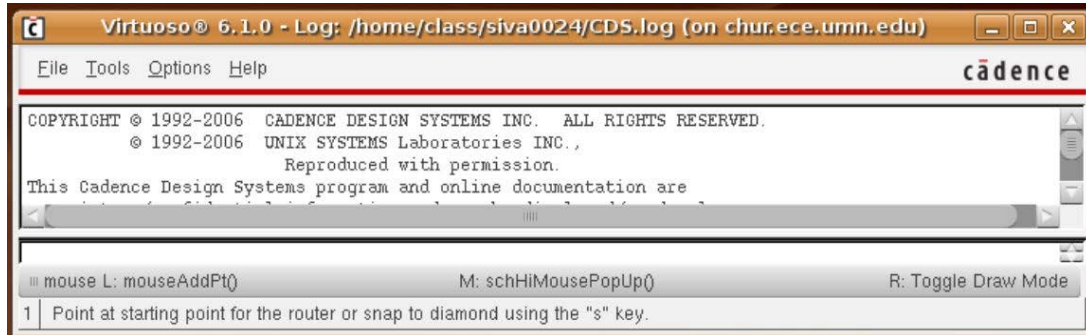 Virtuoso® 6.1.0 - Log: /home/class/siva0024/CDS.log (on chur.ece.umn.edu)
File Tools Options Help cādence
COPYRIGHT © 1992-2006 CADENCE DESIGN SYSTEMS INC. ALL RIGHTS RESERVED.
© 1992-2006 UNIX SYSTEMS Laboratories INC.,
Reproduced with permission.
This Cadence Design Systems program and online documentation are
mouse L: mouseAddPt() M: schHiMousePopUp() R: Toggle Draw Mode
1 Point at starting point for the router or snap to diamond using the "s" key.